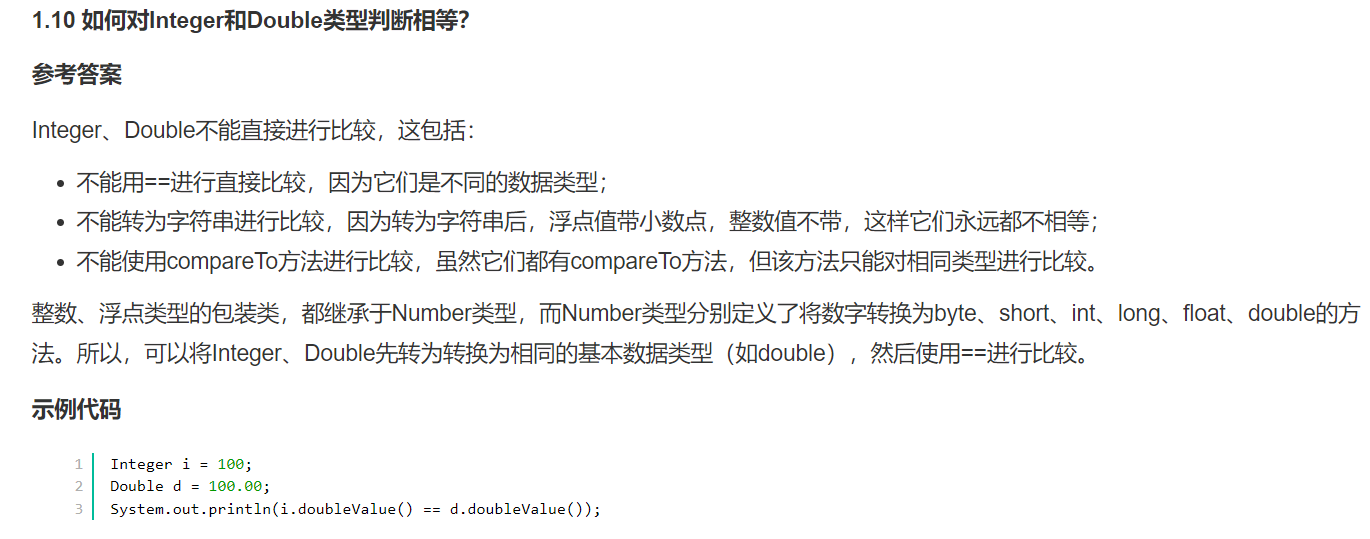 1.10 如何对Integer和Double类型判断相等？
参考答案
Integer、Double不能直接进行比较，这包括：
• 不能用==进行直接比较，因为它们是不同的数据类型；
• 不能转为字符串进行比较，因为转为字符串后，浮点值带小数点，整数值不带，这样它们永远都不相等；
• 不能使用compareTo方法进行比较，虽然它们都有compareTo方法，但该方法只能对相同类型进行比较。
整数、浮点类型的包装类，都继承于Number类型，而Number类型分别定义了将数字转换为byte、short、int、long、float、double的方
法。所以，可以将Integer、Double先转为转换为相同的基本数据类型（如double），然后使用==进行比较。
示例代码
1 Integer i = 100;
2 Double d = 100.00;
3 System.out.println(i.doubleValue() == d.doubleValue());